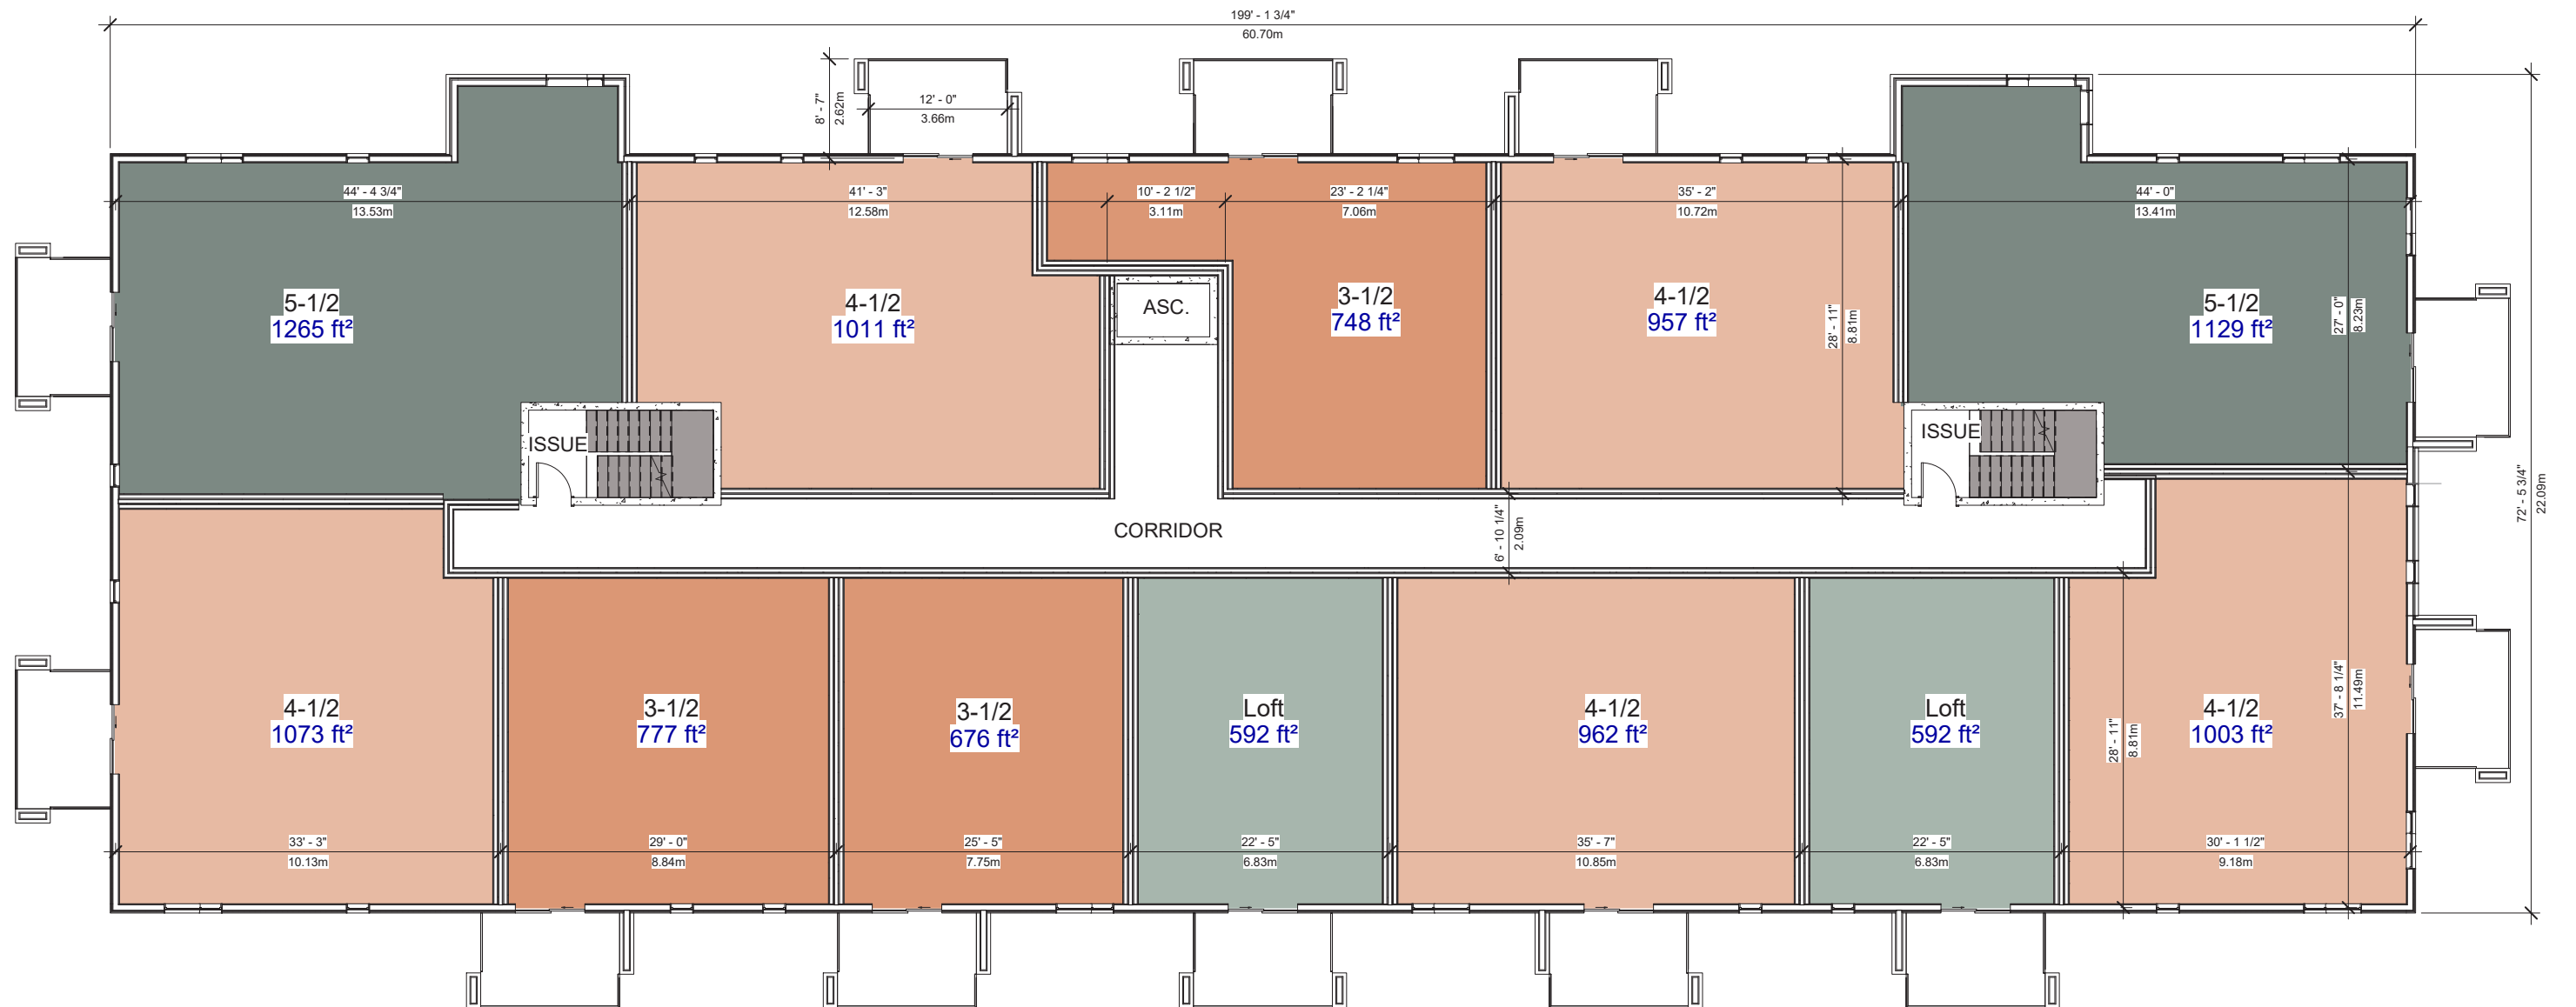 199' - 1 3/4"
60.70m
8' - 7"
2.62m
12' - 0"
3.66m
44' - 4 3/4"
13.53m
41' - 3"
12.58m
10' - 2 1/2"
3.11m
23' - 2 1/4"
7.06m
35' - 2"
10.72m
44' - 0"
13.41m
5-1/2
1265 ft²
4-1/2
1011 ft²
ASC.
3-1/2
748 ft²
4-1/2
957 ft²
28' - 11"
8.81m
5-1/2
1129 ft²
27' - 0"
8.23m
ISSUE
ISSUE
72' - 5 3/4"
22.09m
CORRIDOR
6' - 10 1/4"
2.09m
4-1/2
1073 ft²
3-1/2
777 ft²
3-1/2
676 ft²
Loft
592 ft²
4-1/2
962 ft²
Loft
592 ft²
28' - 11"
8.81m
4-1/2
1003 ft²
37' - 8 1/4"
11.49m
33' - 3"
10.13m
29' - 0"
8.84m
25' - 5"
7.75m
22' - 5"
6.83m
35' - 7"
10.85m
22' - 5"
6.83m
30' - 1 1/2"
9.18m